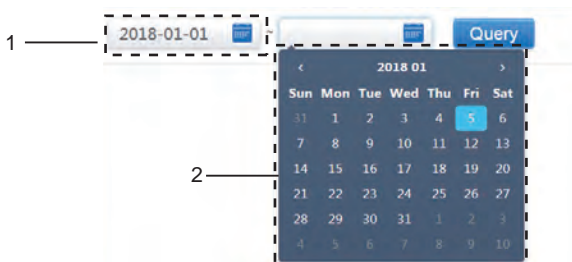 1 2018-01-01 ~ Query
‹ 2018 01 ›
Sun Mon Tue Wed Thu Fri Sat
31 1 2 3 4 5 6
7 8 9 10 11 12 13
2 14 15 16 17 18 19 20
21 22 23 24 25 26 27
28 29 30 31 1 2 3
4 5 6 7 8 9 10